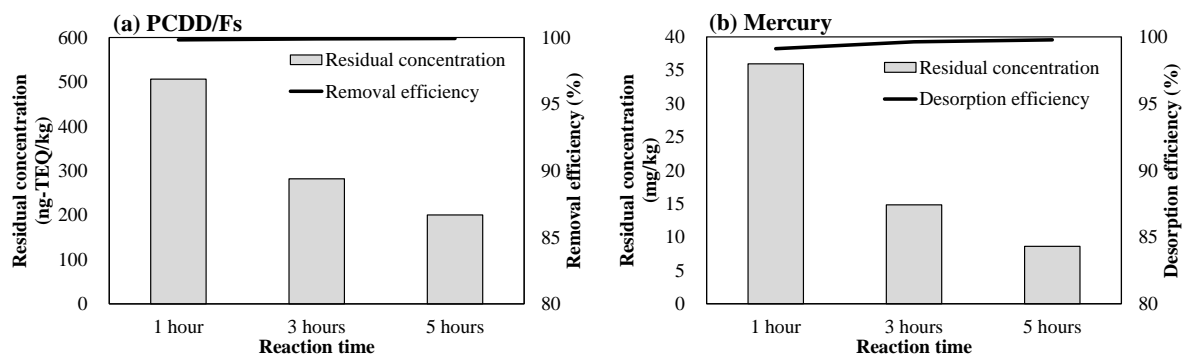 (a) PCDD/Fs
Residual concentration
(ng-TEQ/kg)
600
500
400
300
200
100
0
Residual concentration
Removal efficiency
100
95
90
85
80
Removal efficiency (%)
1 hour 3 hours 5 hours
Reaction time
(b) Mercury
Residual concentration
(mg/kg)
40
35
30
25
20
15
10
5
0
Residual concentration
Desorption efficiency
100
95
90
85
80
Desorption efficiency (%)
1 hour 3 hours 5 hours
Reaction time